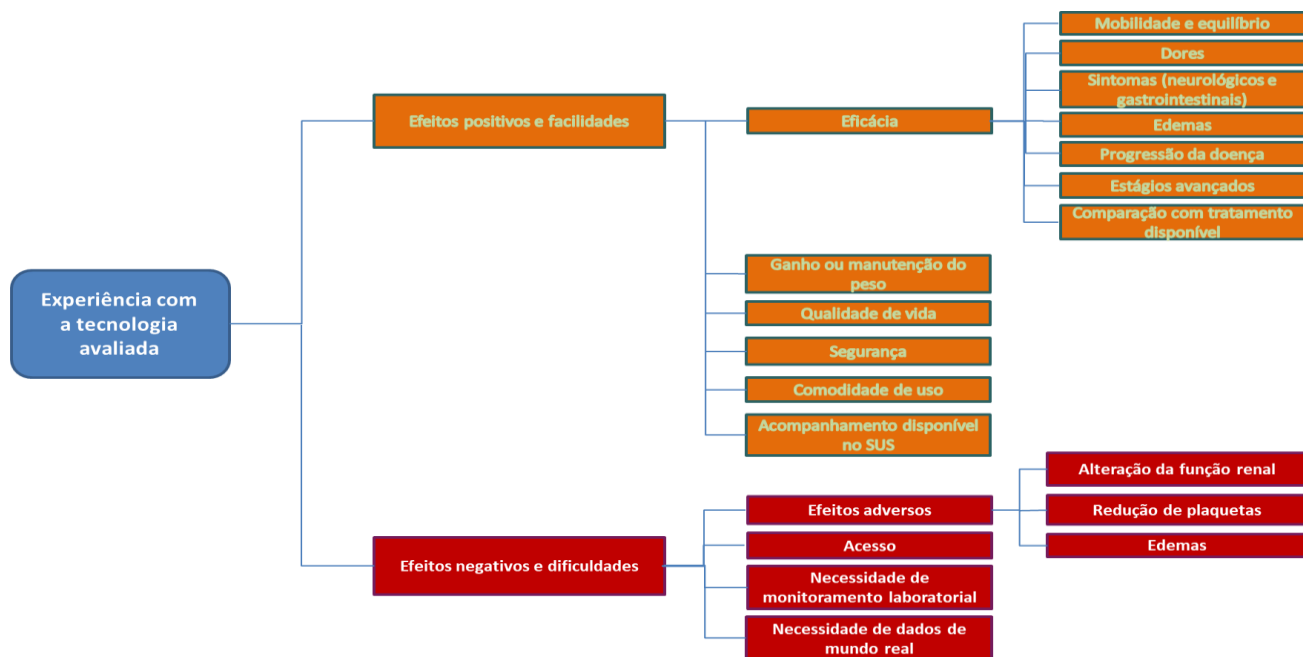 Experiência com
a tecnologia
avaliada
Efeitos positivos e facilidades
Eficácia
Mobilidade e equilíbrio
Dores
Sintomas (neurológicos e
gastrointestinais)
Edemas
Progressão da doença
Estágios avançados
Comparação com tratamento
disponível
Ganho ou manutenção do
peso
Qualidade de vida
Segurança
Comodidade de uso
Acompanhamento disponível
no SUS
Efeitos negativos e dificuldades
Efeitos adversos
Alteração da função renal
Redução de plaquetas
Edemas
Acesso
Necessidade de
monitoramento laboratorial
Necessidade de dados de
mundo real